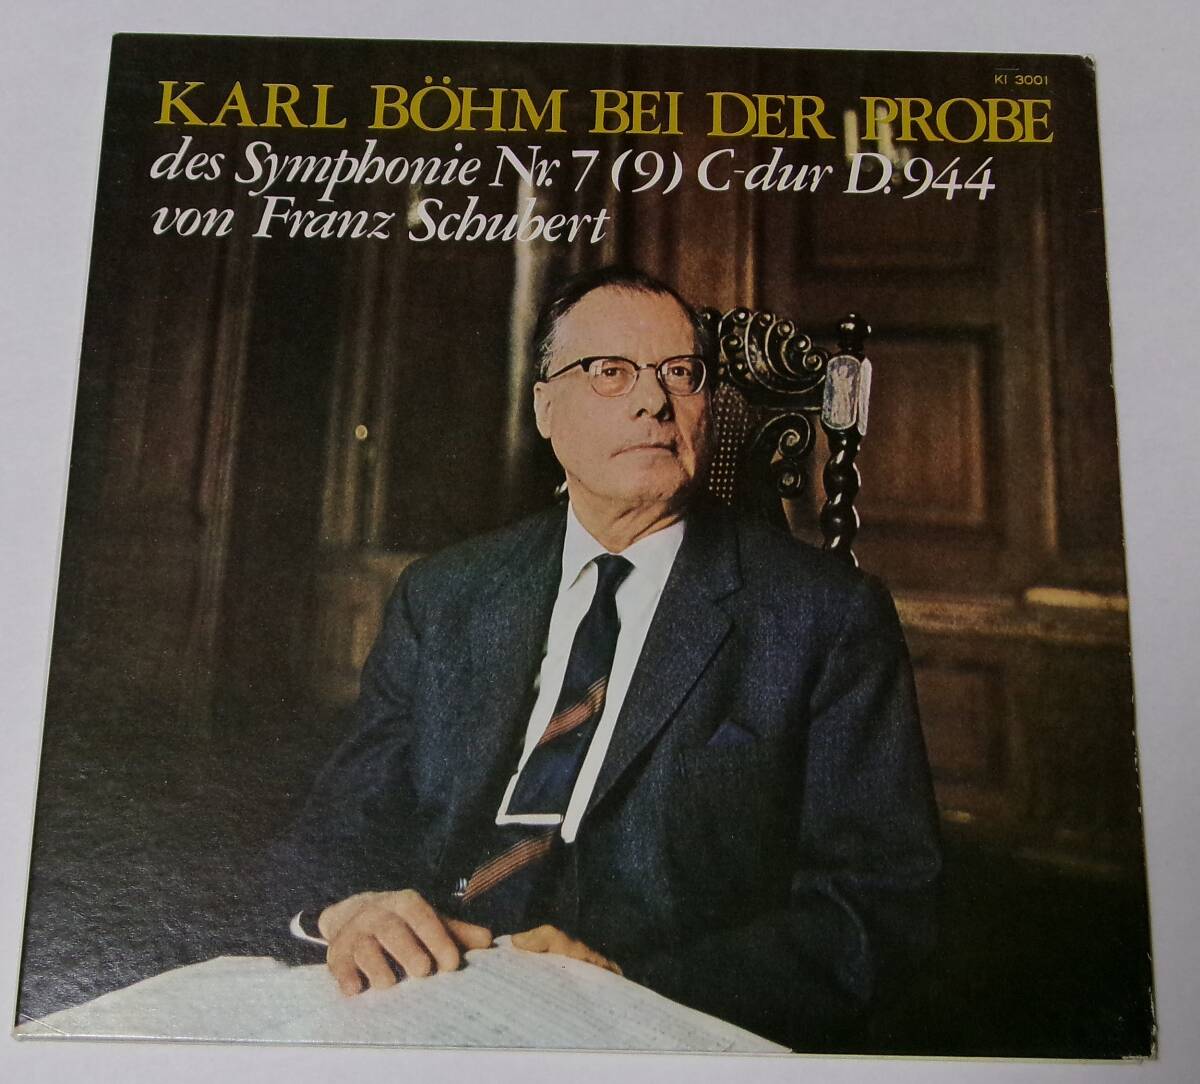 KI 3001
KARL BÖHM BEI DER PROBE
des Symphonie Nr. 7 (9) C-dur D. 944
von Franz Schubert